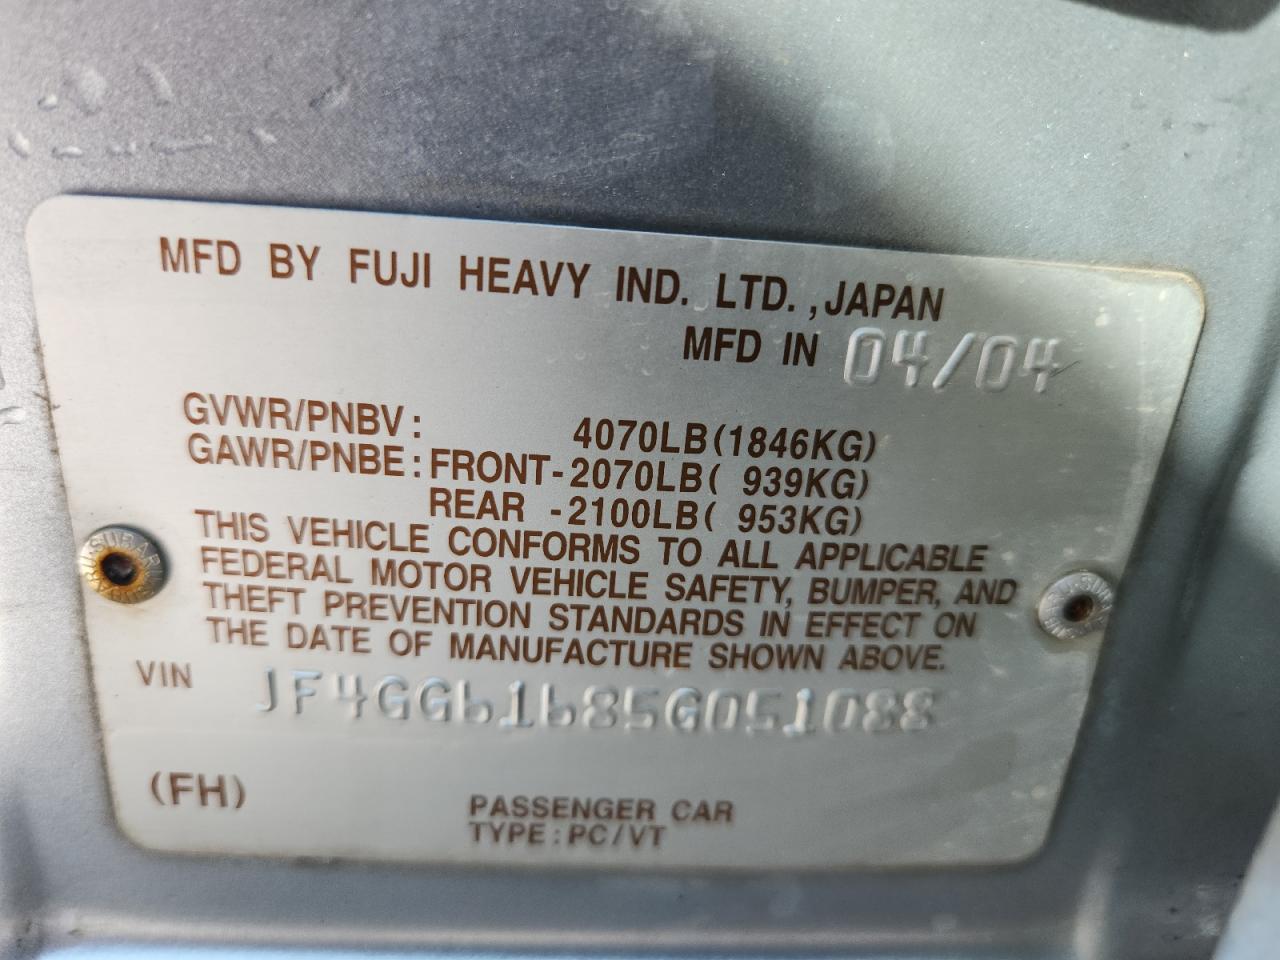 MFD BY FUJI HEAVY IND. LTD. ,JAPAN
MFD IN 04/04
GVWR/PNBV: 4070LB(1846KG)
GAWR/PNBE:FRONT-2070LB( 939KG)
REAR -2100LB( 953KG)
THIS VEHICLE CONFORMS TO ALL APPLICABLE
FEDERAL MOTOR VEHICLE SAFETY, BUMPER, AND
THEFT PREVENTION STANDARDS IN EFFECT ON
THE DATE OF MANUFACTURE SHOWN ABOVE.
VIN JF4GG61685G051088
(FH)
PASSENGER CAR
TYPE:PC/VT